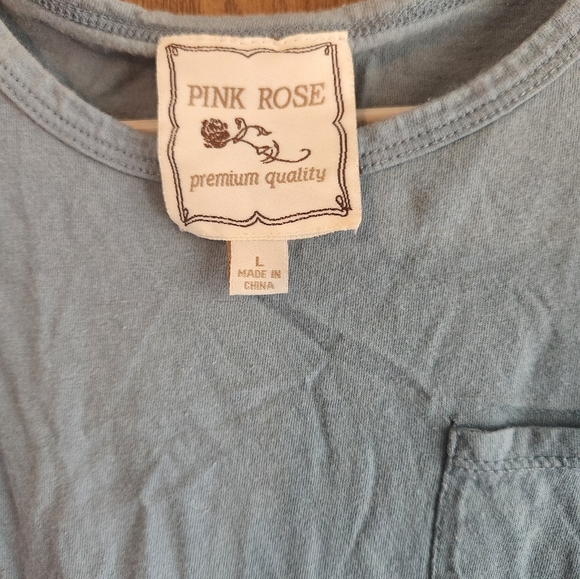 PINK ROSE
premium quality
L
MADE IN
CHINA